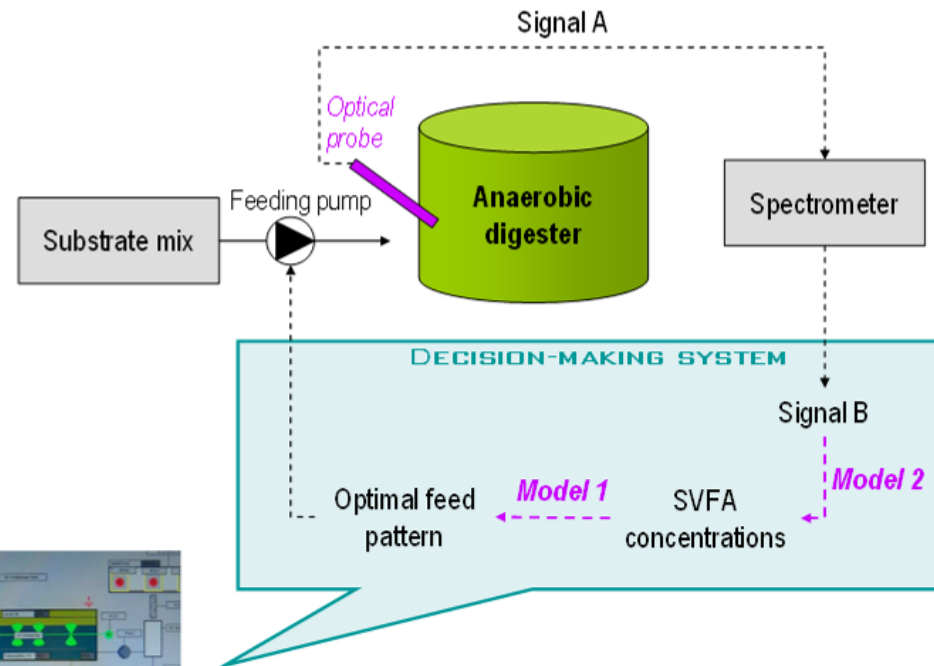 Signal A
Optical
probe
Feeding pump
Substrate mix
Anaerobic
digester
Spectrometer
DECISION-MAKING SYSTEM
Signal B
Model 2
Model 1
Optimal feed
pattern
SVFA
concentrations